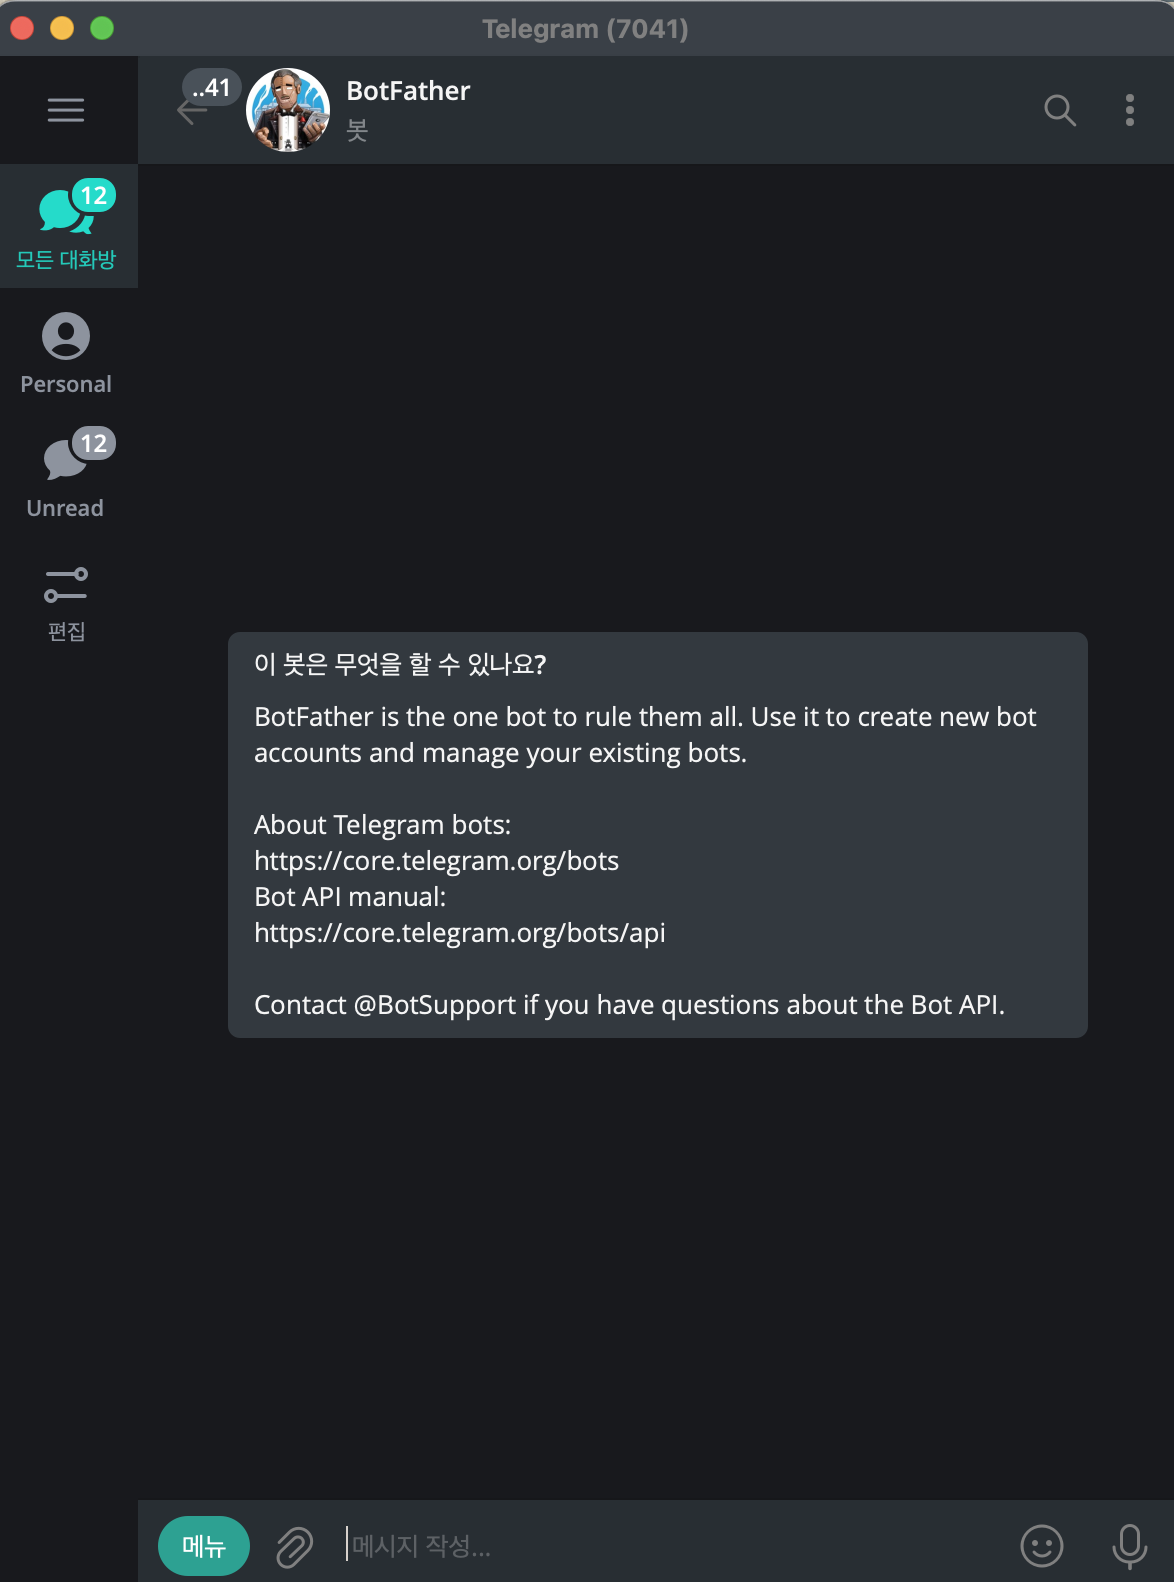 Telegram (7041)
..41
BotFather
봇
12
모든 대화방
Personal
12
Unread
편집
이 봇은 무엇을 할 수 있나요?
BotFather is the one bot to rule them all. Use it to create new bot
accounts and manage your existing bots.
About Telegram bots:
https://core.telegram.org/bots
Bot API manual:
https://core.telegram.org/bots/api
Contact @BotSupport if you have questions about the Bot API.
메뉴
메시지 작성...